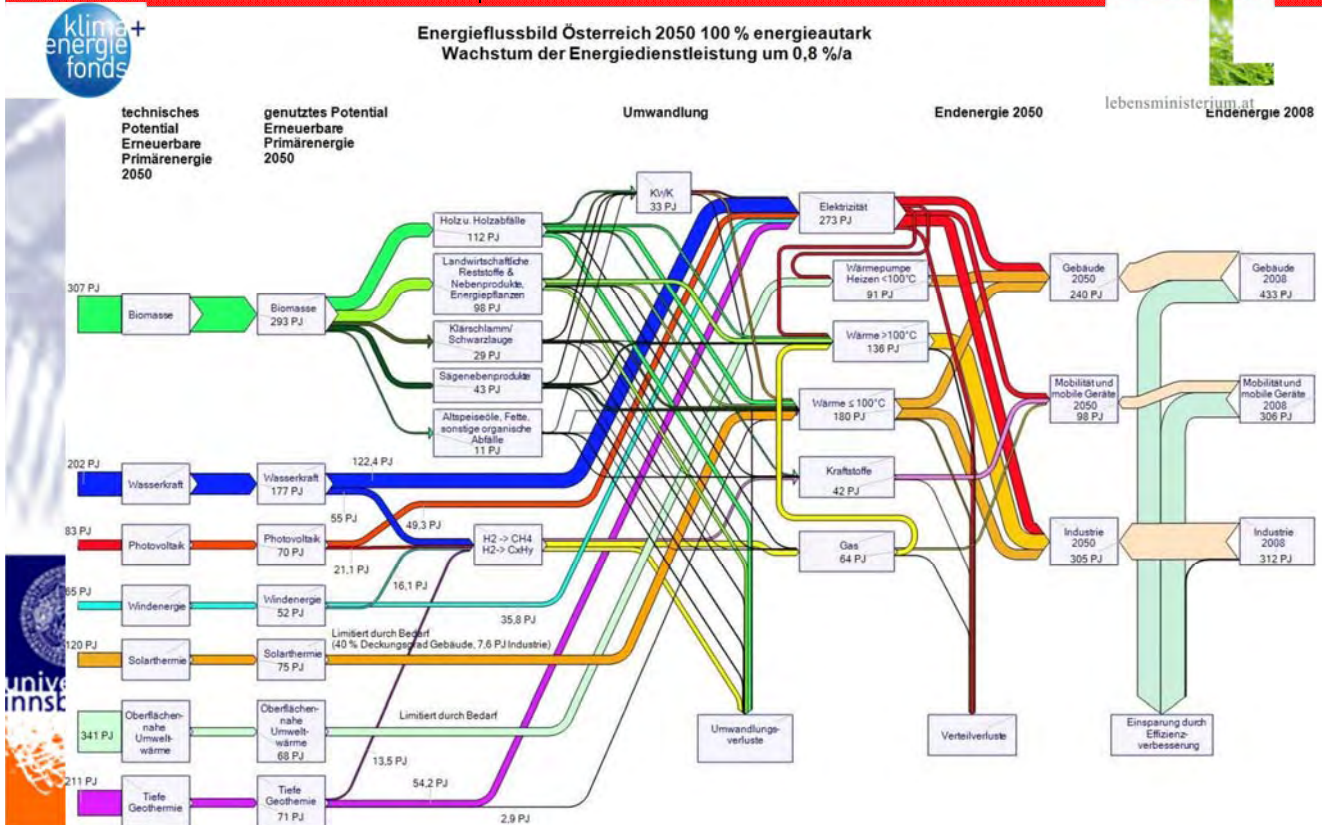 klima+
energie
fonds
Energieflussbild Österreich 2050 100 % energieautark
Wachstum der Energiedienstleistung um 0,8 %/a
lebensministerium.at
technisches
Potential
Erneuerbare
Primärenergie
2050
genutztes Potential
Erneuerbare
Primärenergie
2050
Umwandlung
Endenergie 2050
Endenergie 2008
307 PJ
Biomasse
Biomasse
293 PJ
Holz u. Holzabfälle
112 PJ
Landwirtschaftliche
Reststoffe &
Nebenprodukte,
Energiepflanzen
98 PJ
Klärschlamm/
Schwarzlauge
29 PJ
Sägenebenprodukte
43 PJ
Altspeiseöle, Fette,
sonstige organische
Abfälle
11 PJ
KWK
33 PJ
Elektrizität
273 PJ
Wärmepumpe
Heizen <100°C
91 PJ
Wärme >100°C
136 PJ
Wärme ≤ 100°C
180 PJ
Kraftstoffe
42 PJ
Gas
64 PJ
Gebäude
2050
240 PJ
Gebäude
2008
433 PJ
Mobilität und
mobile Geräte
2050
98 PJ
Mobilität und
mobile Geräte
2008
306 PJ
Industrie
2050
305 PJ
Industrie
2008
312 PJ
202 PJ
Wasserkraft
Wasserkraft
177 PJ
122,4 PJ
55 PJ
83 PJ
Photovoltaik
Photovoltaik
70 PJ
49,3 PJ
21,1 PJ
H2 -> CH4
H2-> CxHy
65 PJ
Windenergie
Windenergie
52 PJ
16,1 PJ
35,8 PJ
120 PJ
Solarthermie
Solarthermie
75 PJ
Limitiert durch Bedarf
(40 % Deckungsgrad Gebäude, 7,6 PJ Industrie)
341 PJ
Oberflächen-
nahe
Umwelt-
wärme
Oberflächen-
nahe
Umwelt-
wärme
68 PJ
Limitiert durch Bedarf
211 PJ
Tiefe
Geothermie
Tiefe
Geothermie
71 PJ
13,5 PJ
54,2 PJ
2,9 PJ
Umwandlungs-
verluste
Verteilverluste
Einsparung durch
Effizienz-
verbesserung
unive
innsb